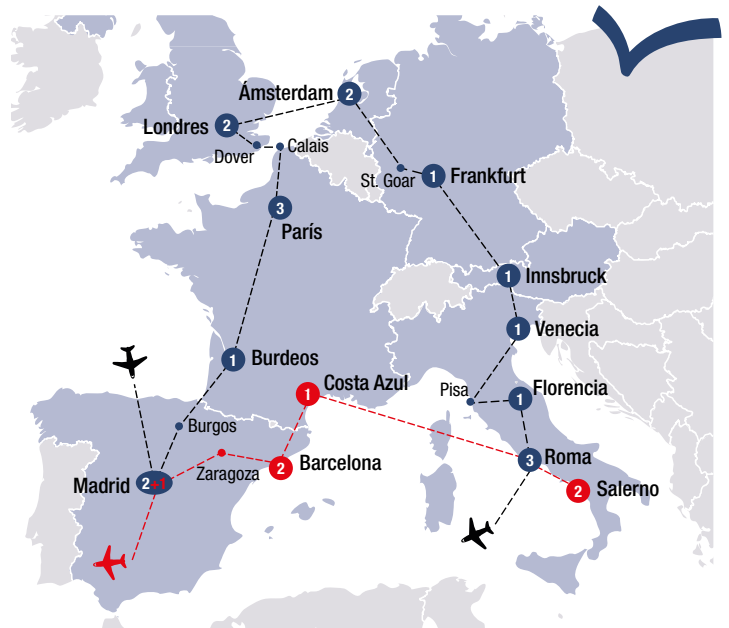 Ámsterdam
2
Londres
2
Dover
Calais
St. Goar
1
Frankfurt
3
París
1
Innsbruck
1
Venecia
1
Burdeos
Costa Azul
1
Pisa
Florencia
1
Burgos
Zaragoza
Barcelona
2
Roma
3
Madrid
2+1
Salerno
2